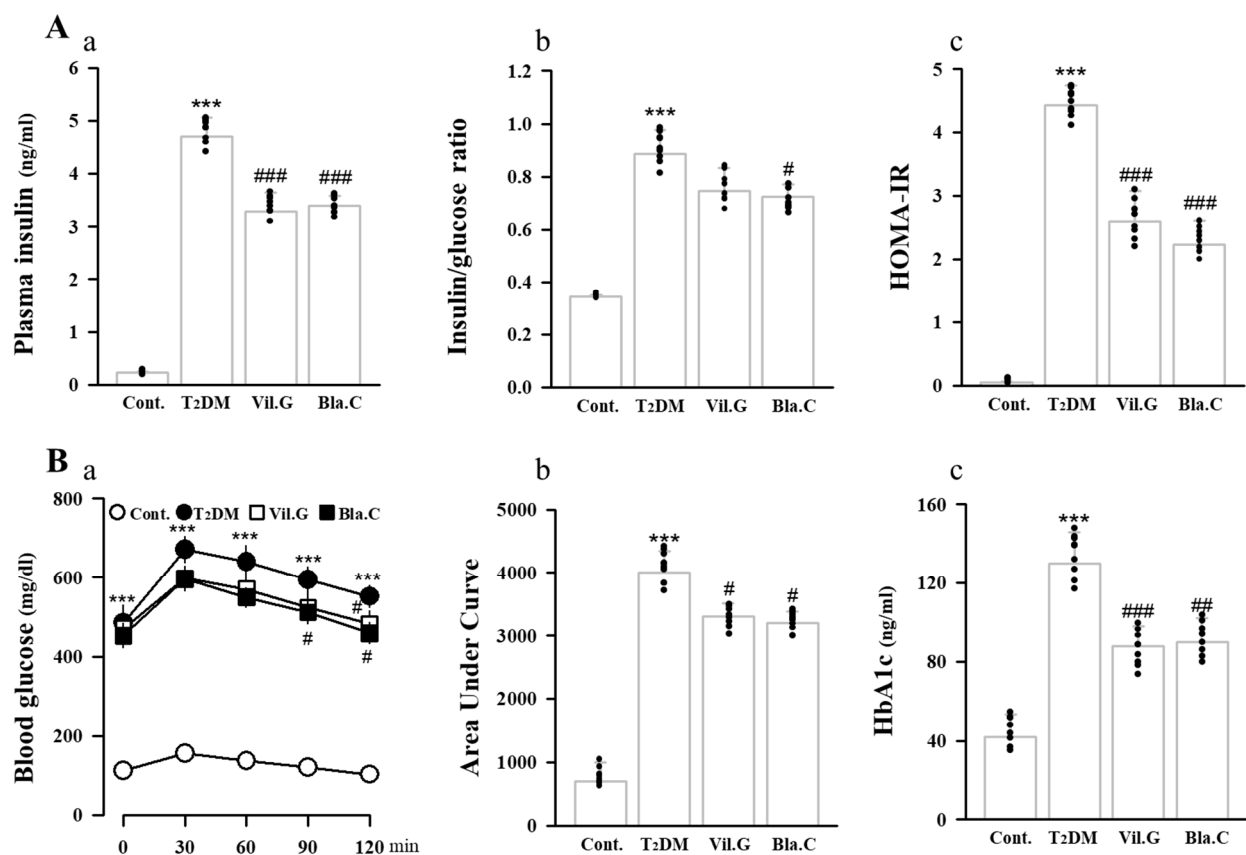 A
a
b
c
Plasma insulin (ng/ml)
6
5
4
3
2
1
0
***
###
###
Cont. T2DM Vil.G Bla.C
Insulin/glucose ratio
1.2
1.0
0.8
0.6
0.4
0.2
0.0
***
#
Cont. T2DM Vil.G Bla.C
HOMA-IR
5
4
3
2
1
0
***
###
###
Cont. T2DM Vil.G Bla.C
B
a
b
c
Blood glucose (mg/dl)
800
600
400
200
0
Cont. T2DM Vil.G Bla.C
***
***
***
***
***
#
#
#
0 30 60 90 120 min
Area Under Curve
5000
4000
3000
2000
1000
0
***
#
#
Cont. T2DM Vil.G Bla.C
HbA1c (ng/ml)
160
120
80
40
0
***
###
##
Cont. T2DM Vil.G Bla.C